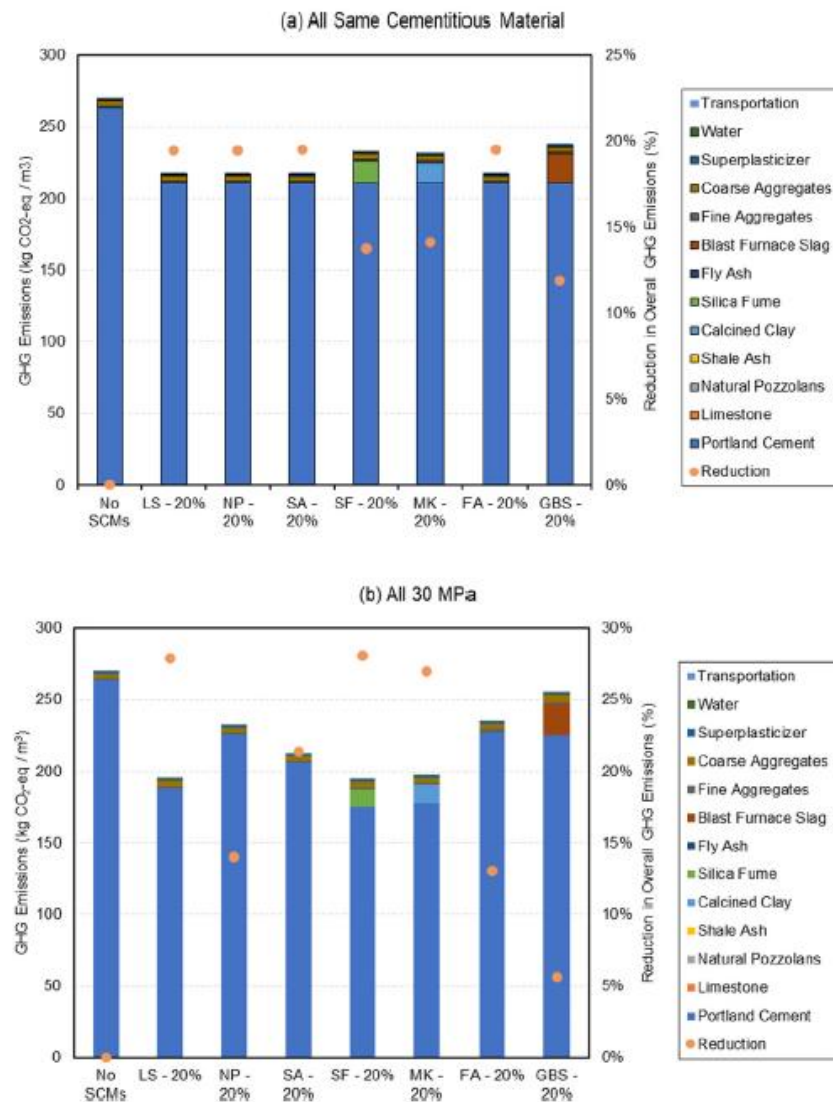 (a) All Same Cementitious Material
GHG Emissions (kg CO2-eq / m3)
300
250
200
150
100
50
0
25%
20%
15%
10%
5%
0%
Reduction in Overall GHG Emissions (%)
No SCMs
LS - 20%
NP - 20%
SA - 20%
SF - 20%
MK - 20%
FA - 20%
GBS - 20%
Transportation
Water
Superplasticizer
Coarse Aggregates
Fine Aggregates
Blast Furnace Slag
Fly Ash
Silica Fume
Calcined Clay
Shale Ash
Natural Pozzolans
Limestone
Portland Cement
Reduction
(b) All 30 MPa
GHG Emissions (kg CO₂-eq / m³)
300
250
200
150
100
50
0
30%
25%
20%
15%
10%
5%
0%
Reduction in Overall GHG Emissions (%)
No SCMs
LS - 20%
NP - 20%
SA - 20%
SF - 20%
MK - 20%
FA - 20%
GBS - 20%
Transportation
Water
Superplasticizer
Coarse Aggregates
Fine Aggregates
Blast Furnace Slag
Fly Ash
Silica Fume
Calcined Clay
Shale Ash
Natural Pozzolans
Limestone
Portland Cement
Reduction